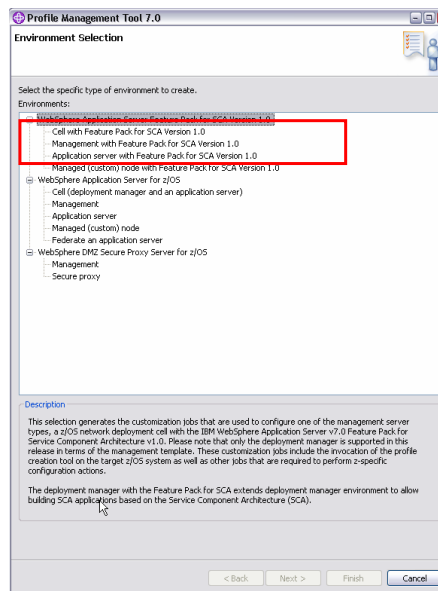 Profile Management Tool 7.0
Environment Selection
Select the specific type of environment to create.
Environments:
WebSphere Application Server Feature Pack for SCA Version 1.0
Cell with Feature Pack for SCA Version 1.0
Management with Feature Pack for SCA Version 1.0
Application server with Feature Pack for SCA Version 1.0
Managed (custom) node with Feature Pack for SCA Version 1.0
WebSphere Application Server for z/OS
Cell (deployment manager and an application server)
Management
Application server
Managed (custom) node
Federate an application server
WebSphere DMZ Secure Proxy Server for z/OS
Management
Secure proxy
Description
This selection generates the customization jobs that are used to configure one of the management server
types, a z/OS network deployment cell with the IBM WebSphere Application Server v7.0 Feature Pack for
Service Component Architecture v1.0. Please note that only the deployment manager is supported in this
release in terms of the management template. These customization jobs include the invocation of the profile
creation tool on the target z/OS system as well as other jobs that are required to perform z-specific
configuration actions.
The deployment manager with the Feature Pack for SCA extends deployment manager environment to allow
building SCA applications based on the Service Component Architecture (SCA).
< Back Next > Finish Cancel